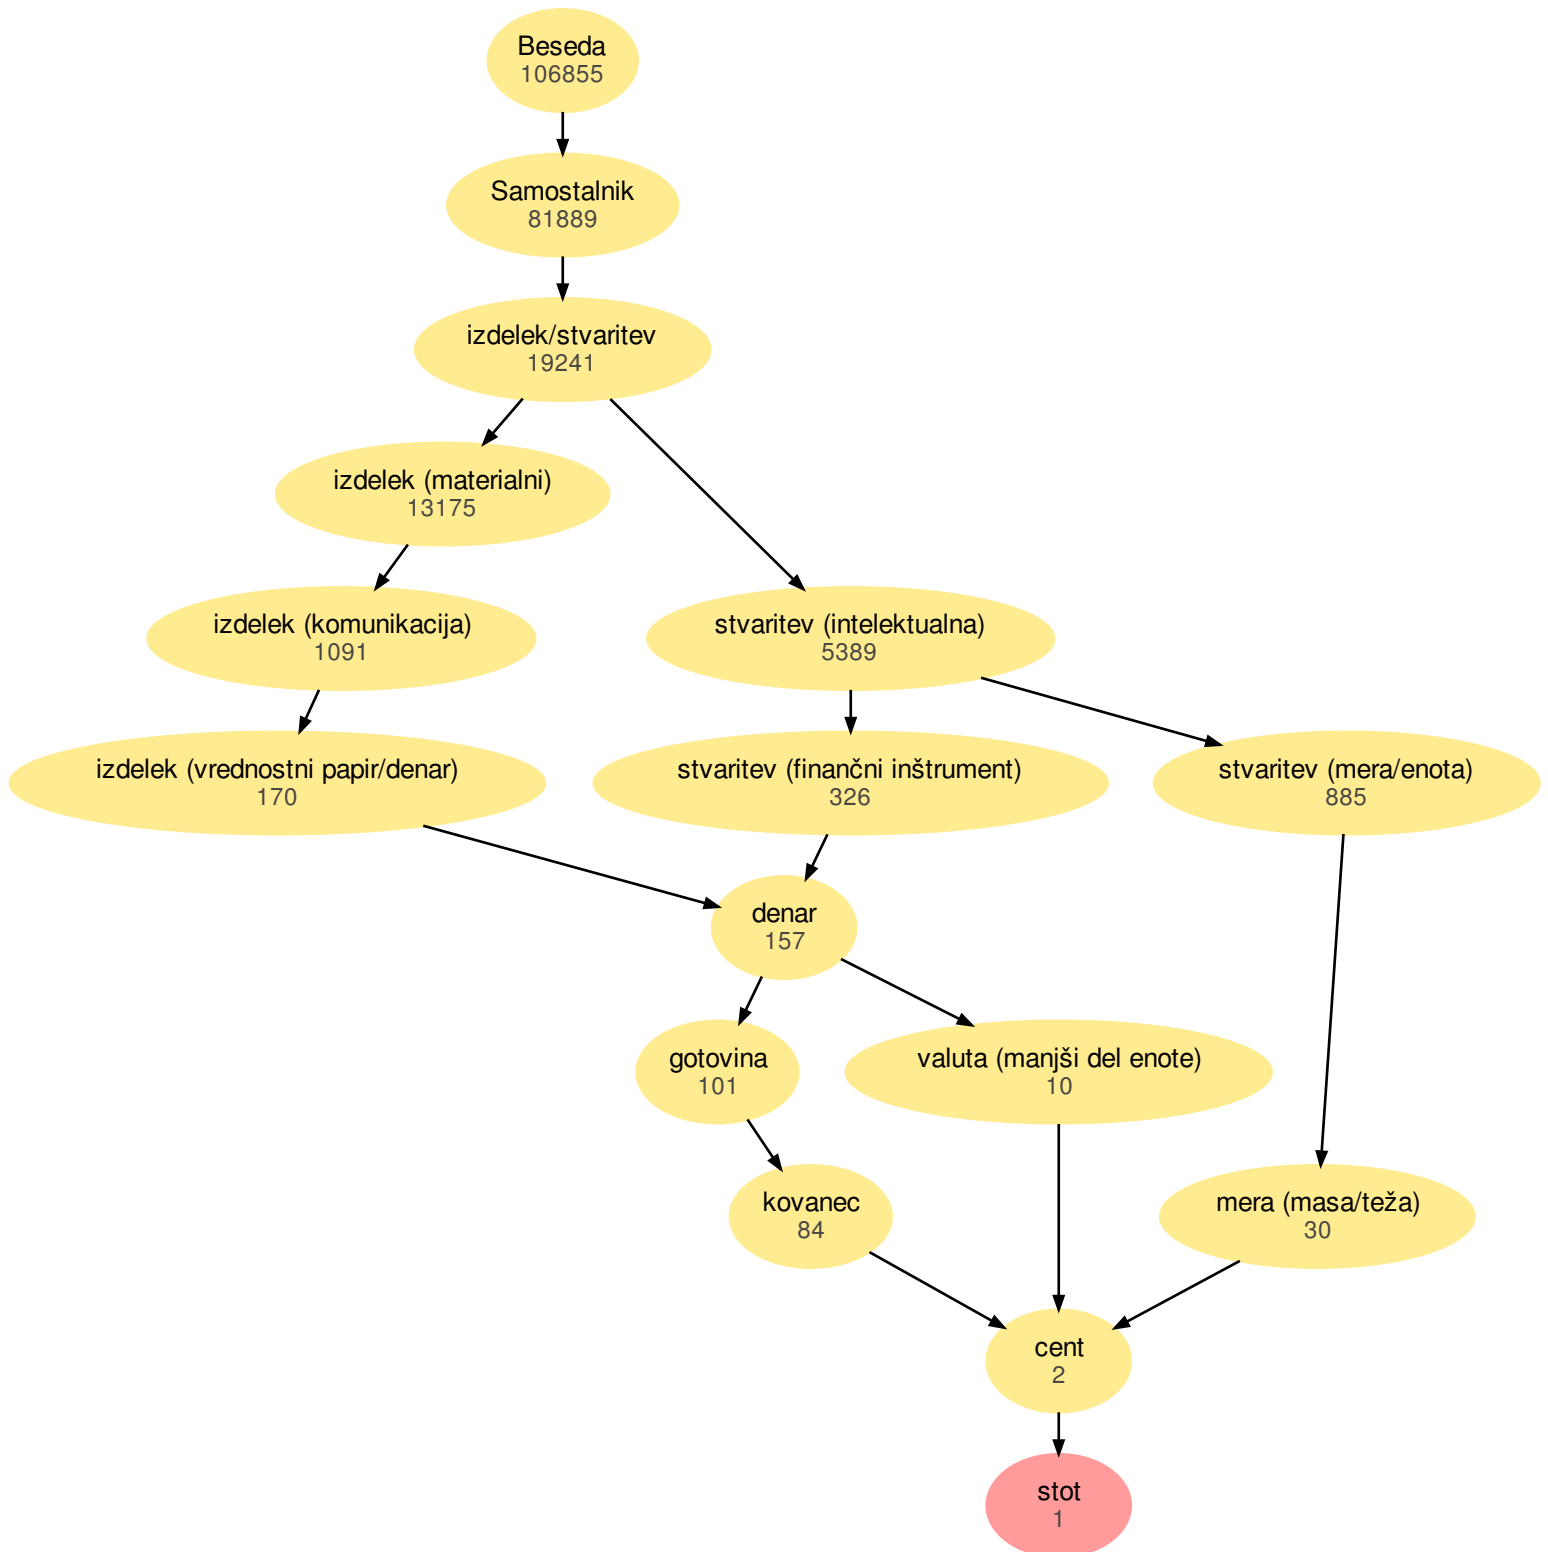 Beseda
106855
Samostalnik
81889
izdelek/stvaritev
19241
izdelek (materialni)
13175
izdelek (komunikacija)
1091
stvaritev (intelektualna)
5389
izdelek (vrednostni papir/denar)
170
stvaritev (finančni inštrument)
326
stvaritev (mera/enota)
885
denar
157
gotovina
101
valuta (manjši del enote)
10
kovanec
84
mera (masa/teža)
30
cent
2
stot
1